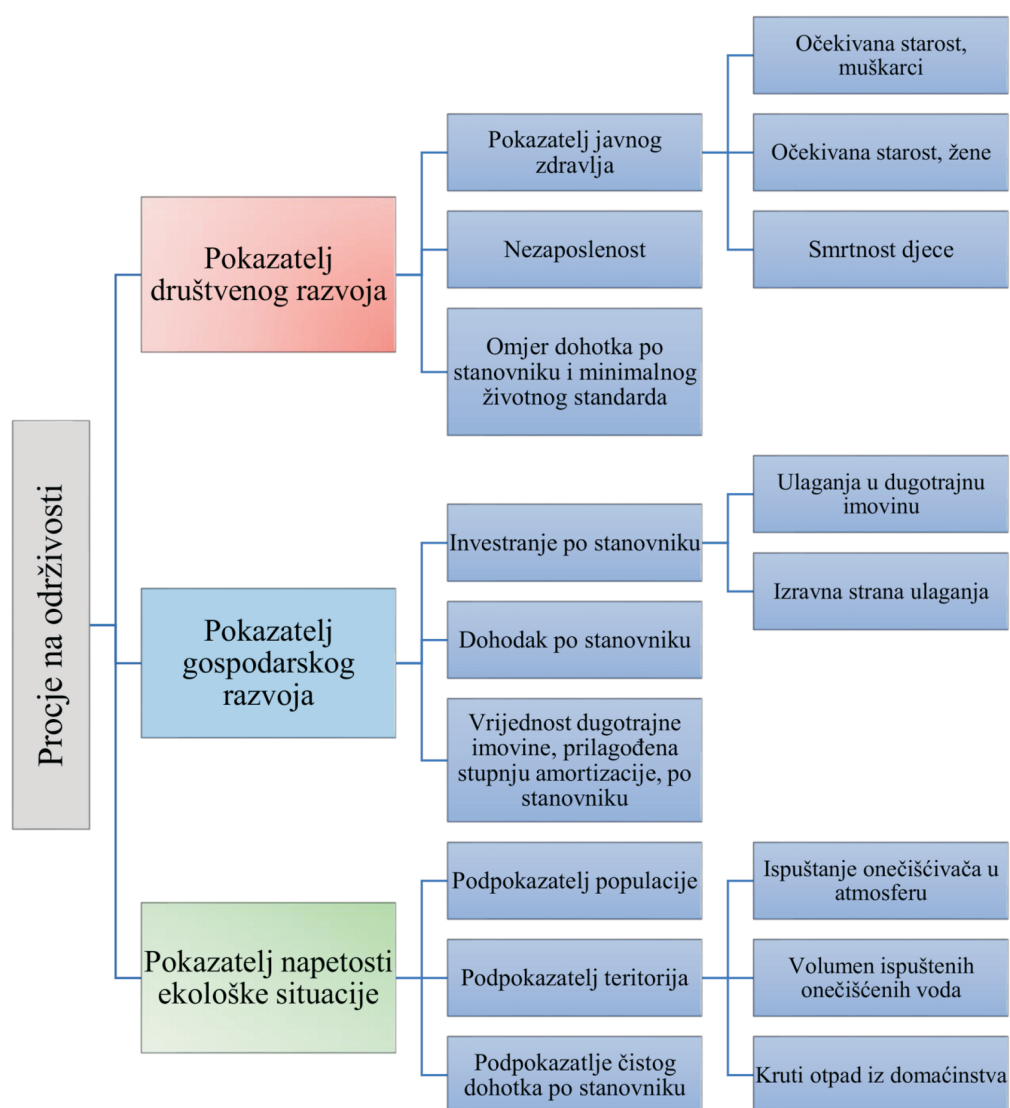 Procje na održivosti
Pokazatelj
društvenog razvoja
Pokazatelj javnog
zdravlja
Očekivana starost,
muškarci
Očekivana starost, žene
Smrtnost djece
Nezaposlenost
Omjer dohotka po
stanovniku i minimalnog
životnog standarda
Pokazatelj
gospodarskog
razvoja
Investranje po stanovniku
Ulaganja u dugotrajnu
imovinu
Izravna strana ulaganja
Dohodak po stanovniku
Vrijednost dugotrajne
imovine, prilagođena
stupnju amortizacije, po
stanovniku
Pokazatelj napetosti
ekološke situacije
Podpokazatelj populacije
Podpokazatelj teritorija
Ispuštanje onečišćivača u
atmosferu
Volumen ispuštenih
onečišćenih voda
Kruti otpad iz domaćinstva
Podpokazatlje čistog
dohotka po stanovniku